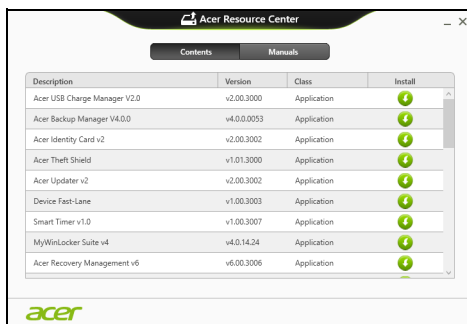 Acer Resource Center
Contents Manuals
Description Version Class Install
Acer USB Charge Manager V2.0 v2.00.3000 Application
Acer Backup Manager V4.0.0 v4.0.0.0053 Application
Acer Identity Card v2 v2.00.3002 Application
Acer Theft Shield v1.01.3000 Application
Acer Updater v2 v2.00.3002 Application
Device Fast-Lane v1.00.3003 Application
Smart Timer v1.0 v1.00.3007 Application
MyWinLocker Suite v4 v4.0.14.24 Application
Acer Recovery Management v6 v6.00.3006 Application
acer